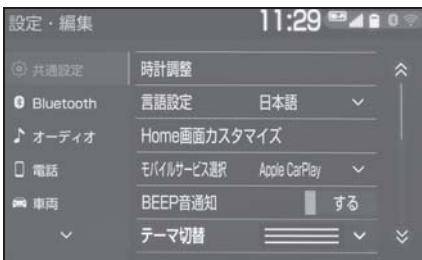 設定・編集 11:29
共通設定 時計調整
Bluetooth 言語設定 日本語
オーディオ Home画面カスタマイズ
電話 モバイルサービス選択 Apple CarPlay
車両 BEEP音通知 する
テーマ切替